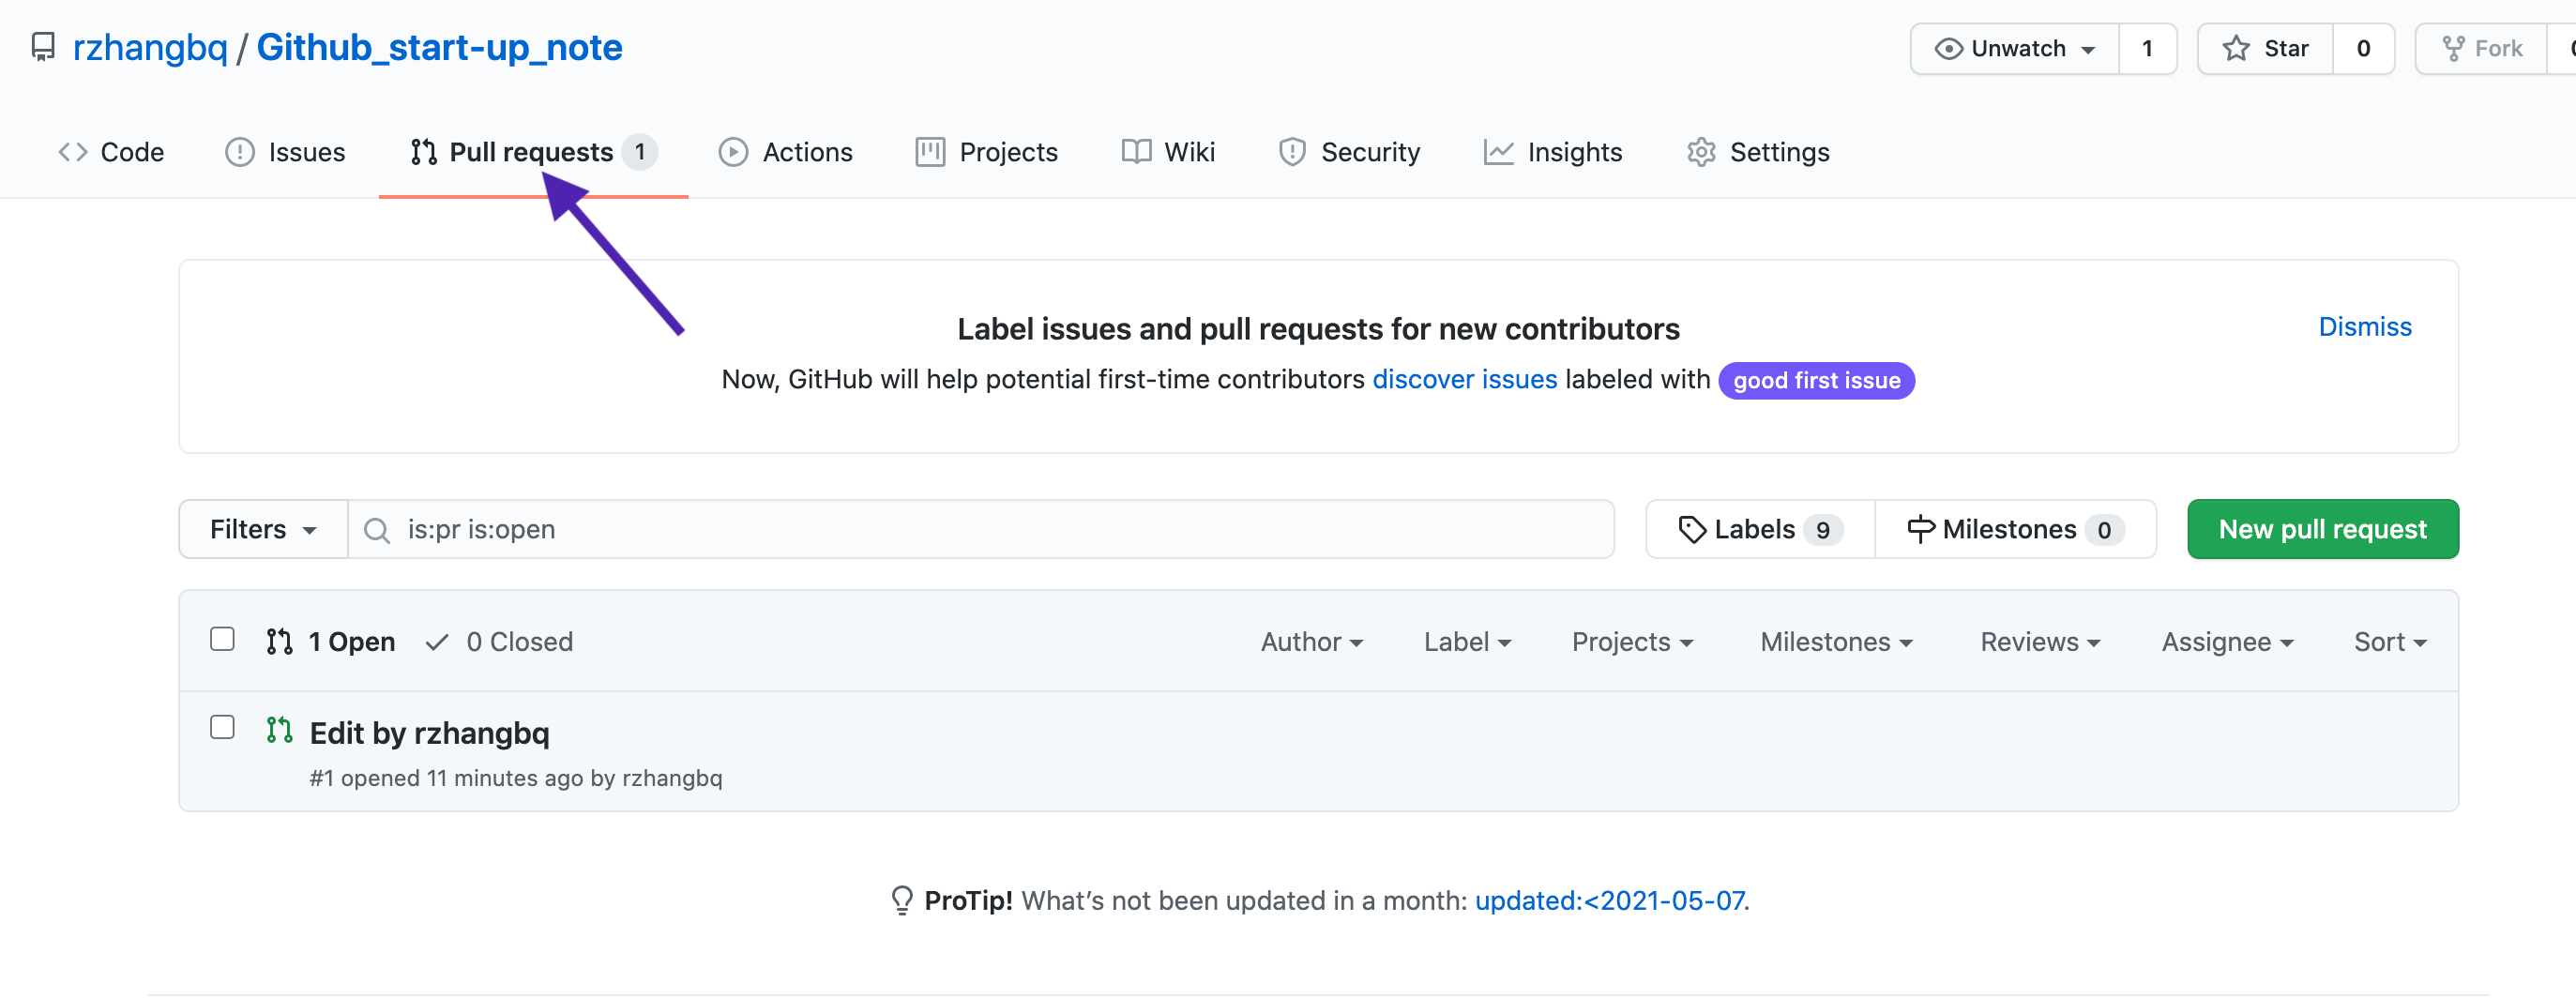 rzhangbq / Github_start-up_note Unwatch 1 Star 0 Fork
Code Issues Pull requests 1 Actions Projects Wiki Security Insights Settings
Label issues and pull requests for new contributors
Dismiss
Now, GitHub will help potential first-time contributors discover issues labeled with good first issue
Filters is:pr is:open Labels 9 Milestones 0 New pull request
1 Open 0 Closed Author Label Projects Milestones Reviews Assignee Sort
Edit by rzhangbq
#1 opened 11 minutes ago by rzhangbq
ProTip! What’s not been updated in a month: updated:<2021-05-07.